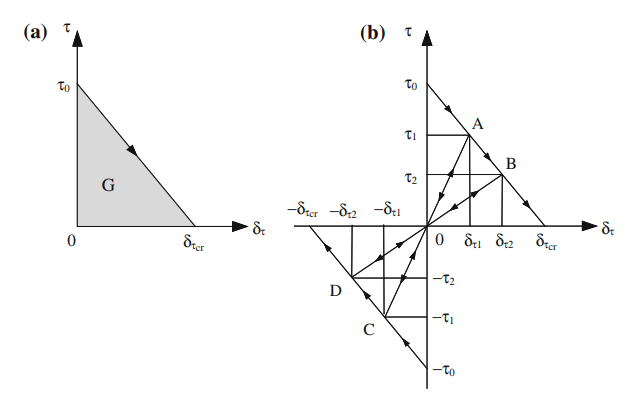 (a) τ
τ₀
G
0 δτcr δτ
(b) τ
τ₀
τ₁ A
τ₂ B
−δτcr −δτ2 −δτ1
0 δτ1 δτ2 δτcr δτ
D −τ₂
C −τ₁
−τ₀